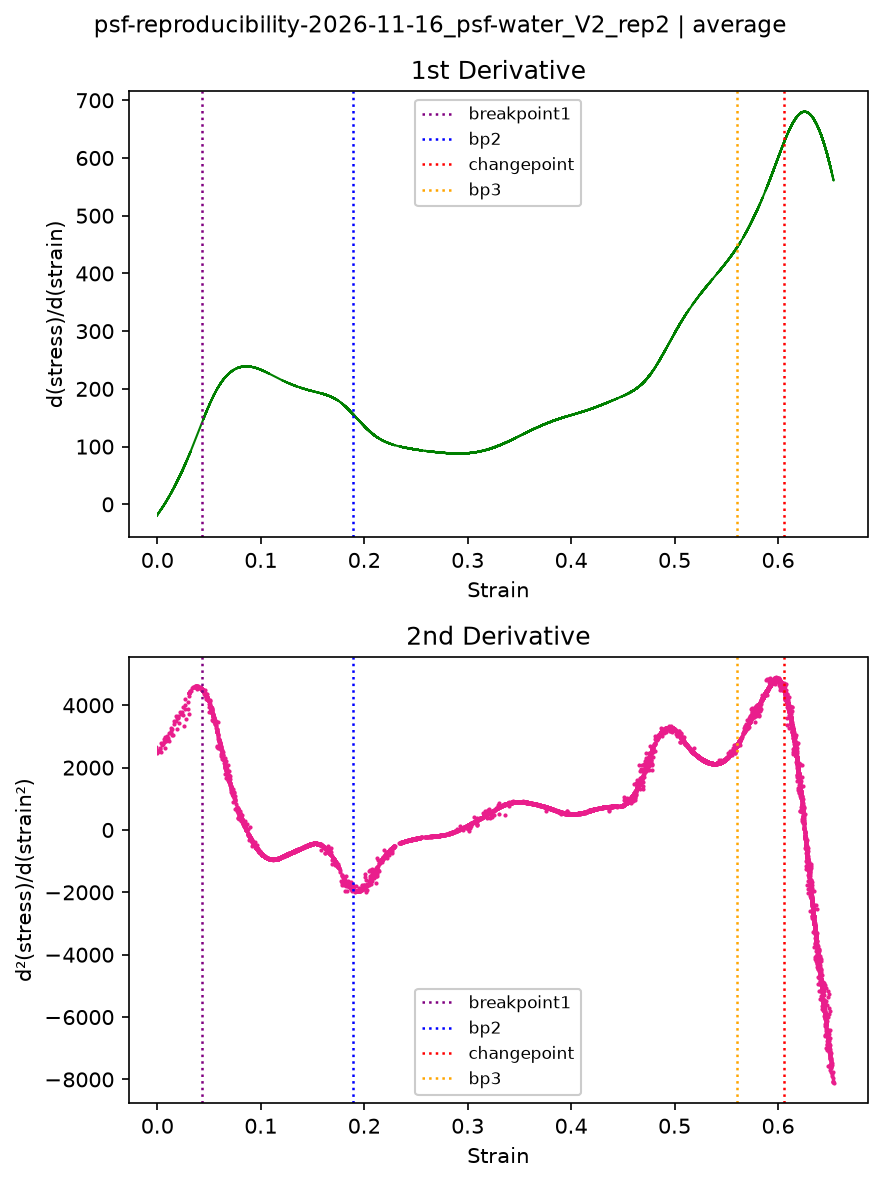 psf-reproducibility-2026-11-16_psf-water_V2_rep2 | average
1st Derivative
700
600
500
400
300
200
100
0
d(stress)/d(strain)
breakpoint1
bp2
changepoint
bp3
0.0 0.1 0.2 0.3 0.4 0.5 0.6
Strain
2nd Derivative
4000
2000
0
−2000
−4000
−6000
−8000
d²(stress)/d(strain²)
breakpoint1
bp2
changepoint
bp3
0.0 0.1 0.2 0.3 0.4 0.5 0.6
Strain